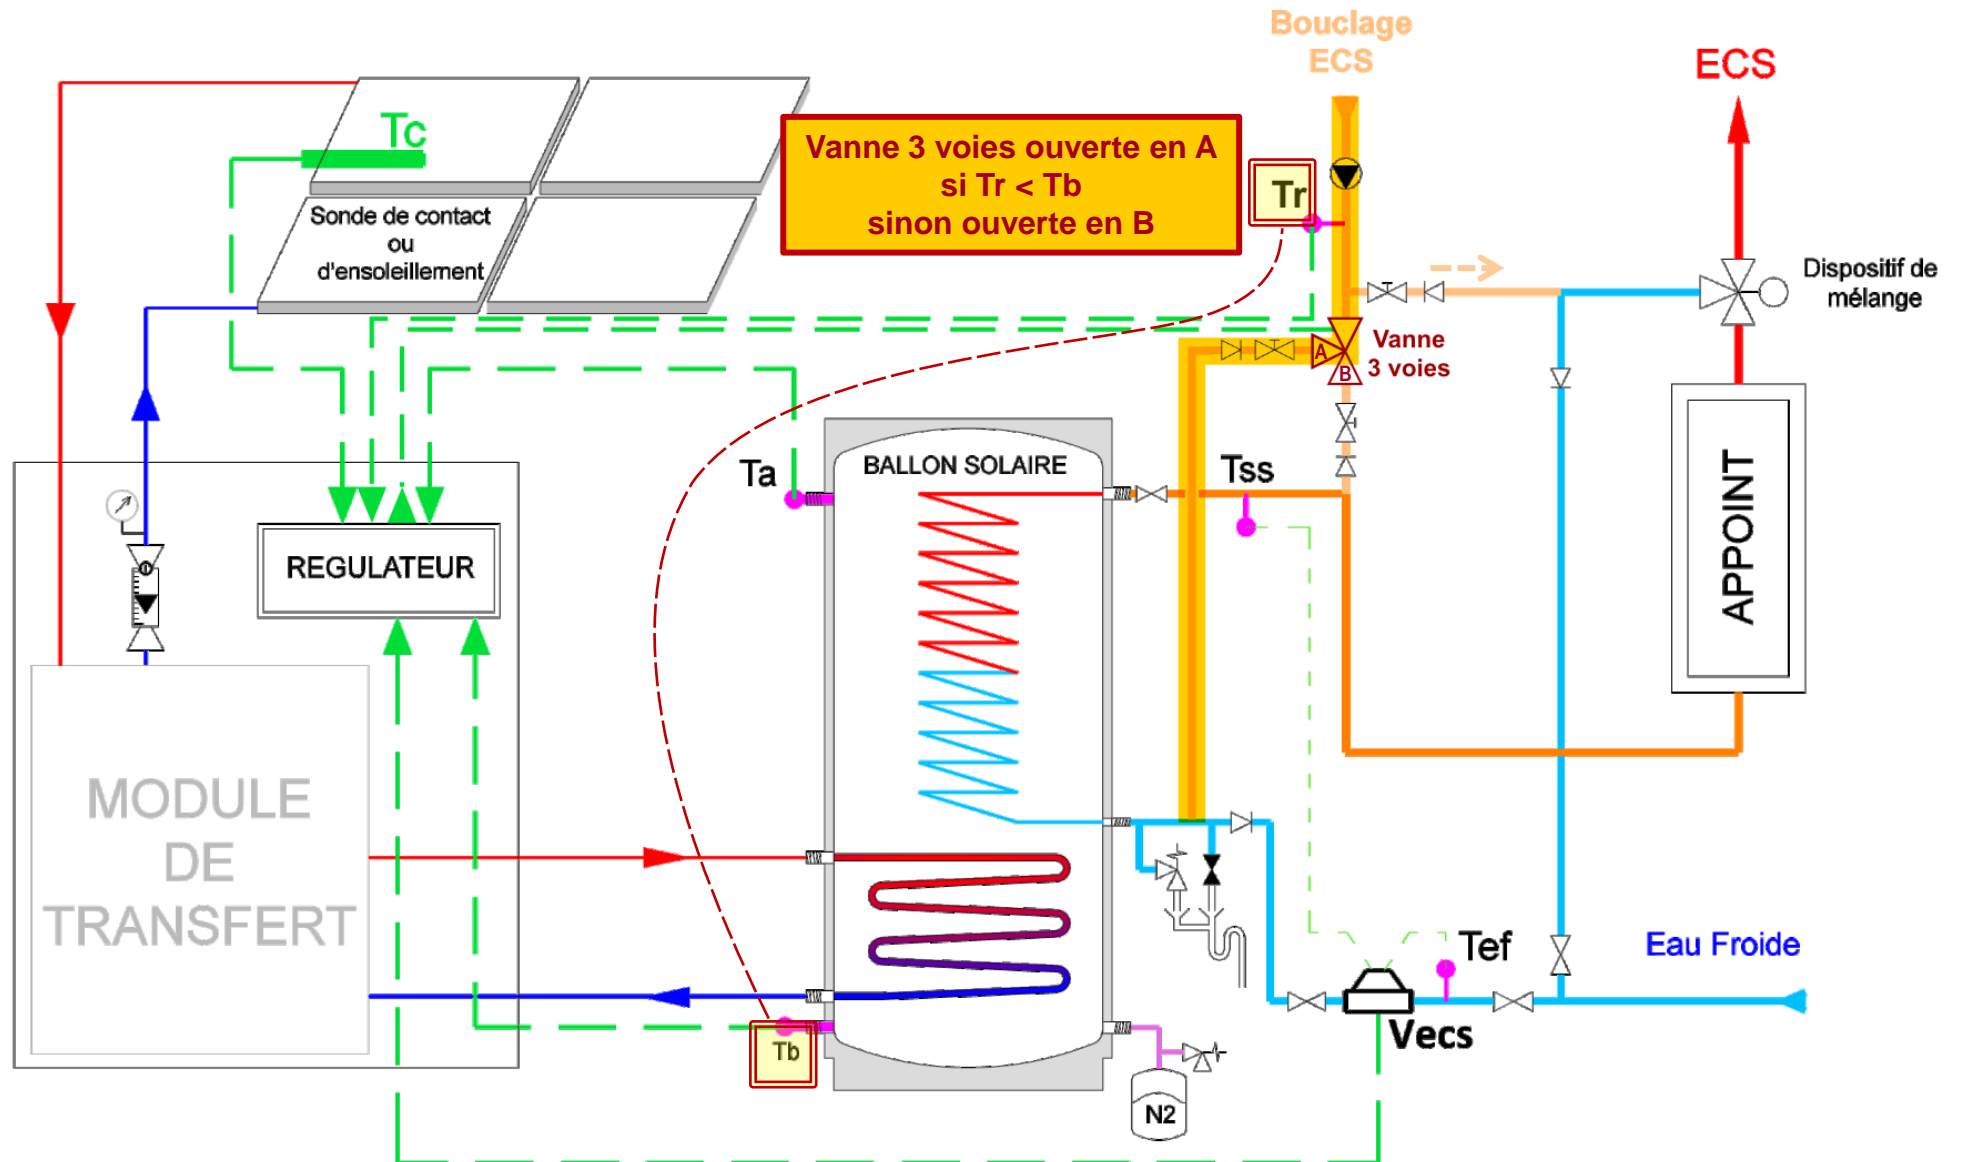 Bouclage
ECS
ECS
Tc
Vanne 3 voies ouverte en A
si Tr < Tb
sinon ouverte en B
Tr
Sonde de contact
ou
d'ensoleillement
Dispositif de
mélange
Vanne
3 voies
A
B
Ta
BALLON SOLAIRE
Tss
REGULATEUR
APPOINT
MODULE
DE
TRANSFERT
Tef
Eau Froide
Vecs
Tb
N2